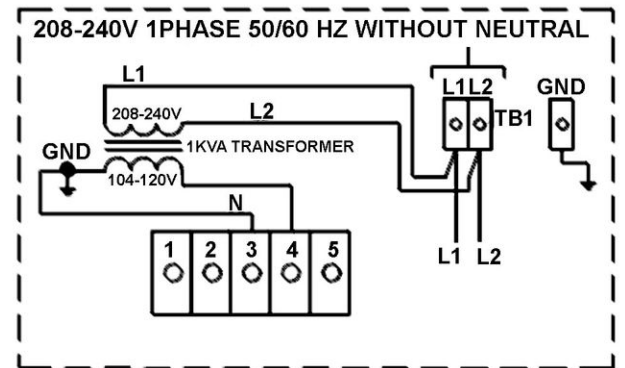 208-240V 1PHASE 50/60 HZ WITHOUT NEUTRAL
L1
L1 L2
GND
208-240V
L2
TB1
GND
1KVA TRANSFORMER
104-120V
N
1 2 3 4 5
L1 L2